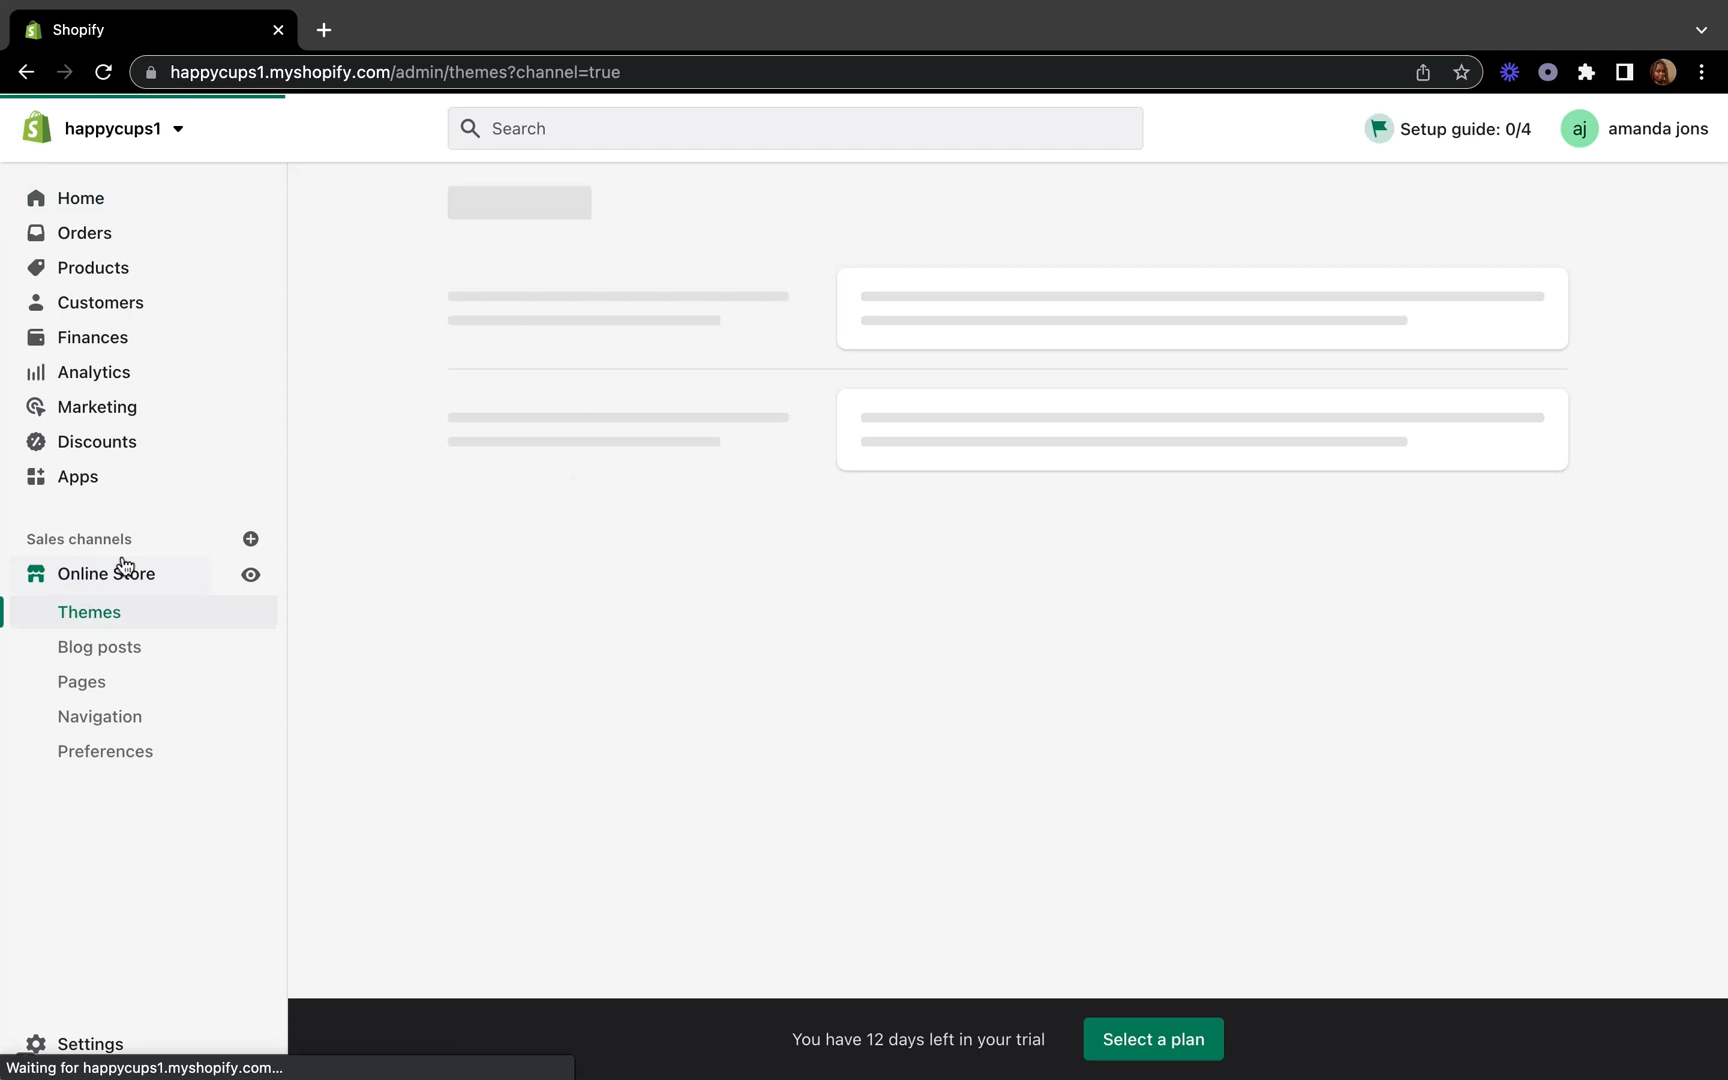 Shopify
happycups1.myshopify.com/admin/themes?channel=true
happycups1
Search
Setup guide: 0/4
aj
amanda jons
Home
Orders
Products
Customers
Finances
Analytics
Marketing
Discounts
Apps
Sales channels
Online Store
Themes
Blog posts
Pages
Navigation
Preferences
Settings
You have 12 days left in your trial
Select a plan
Waiting for happycups1.myshopify.com...